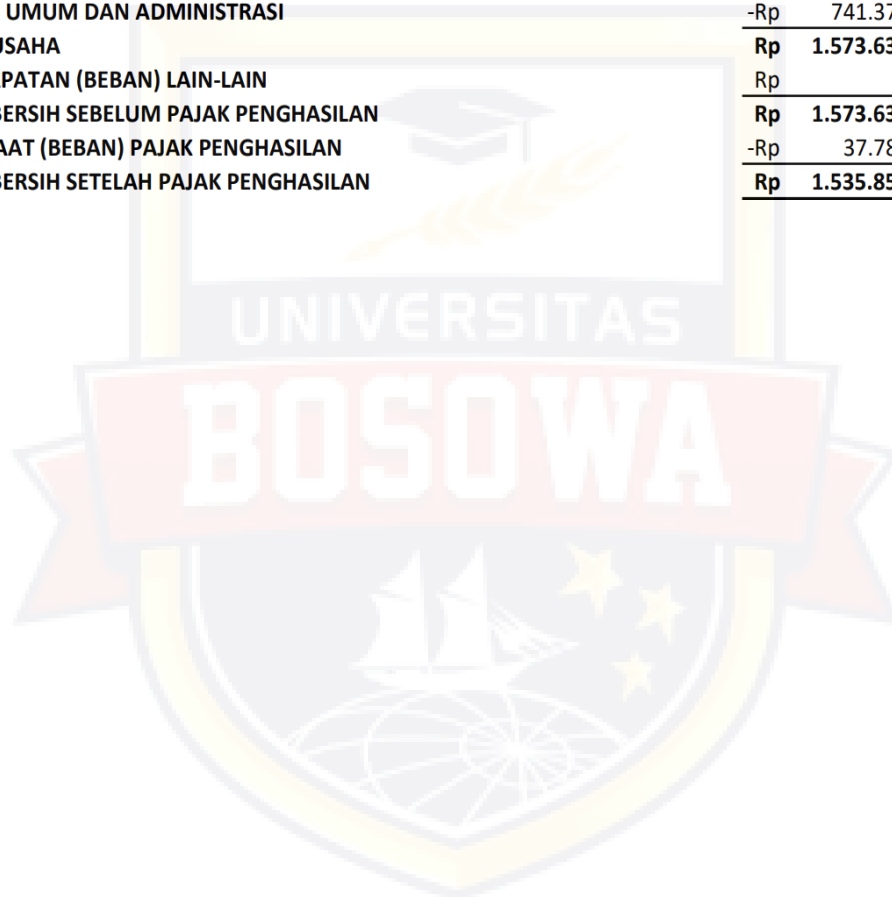 UMUM DAN ADMINISTRASI -Rp 741.37
USAHA Rp 1.573.63
PATAN (BEBAN) LAIN-LAIN Rp
BERSIH SEBELUM PAJAK PENGHASILAN Rp 1.573.63
AAT (BEBAN) PAJAK PENGHASILAN -Rp 37.78
BERSIH SETELAH PAJAK PENGHASILAN Rp 1.535.85
UNIVERSITAS
BOSOWA